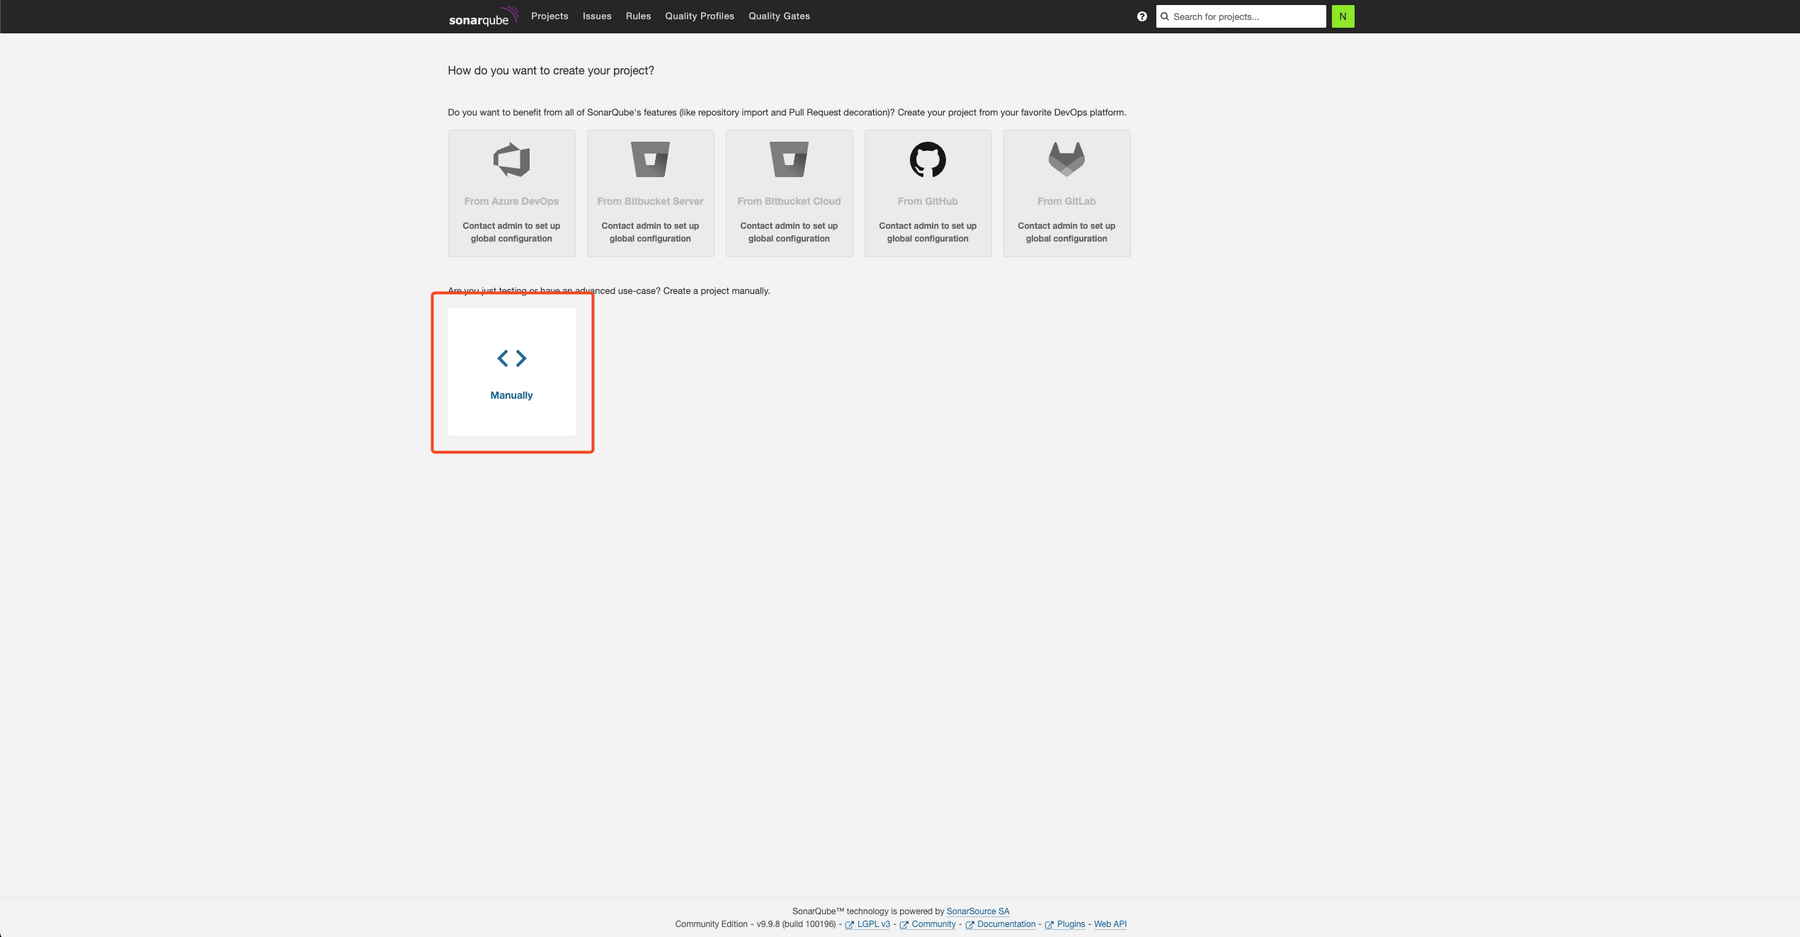 sonarqube Projects Issues Rules Quality Profiles Quality Gates ? Search for projects... N
How do you want to create your project?
Do you want to benefit from all of SonarQube's features (like repository import and Pull Request decoration)? Create your project from your favorite DevOps platform.
From Azure DevOps From Bitbucket Server From Bitbucket Cloud From GitHub From GitLab
Contact admin to set up Contact admin to set up Contact admin to set up Contact admin to set up Contact admin to set up
global configuration global configuration global configuration global configuration global configuration
Are you just testing or have an advanced use-case? Create a project manually.
Manually
SonarQube™ technology is powered by SonarSource SA
Community Edition - v9.9.8 (build 100196) - LGPL v3 - Community - Documentation - Plugins - Web API